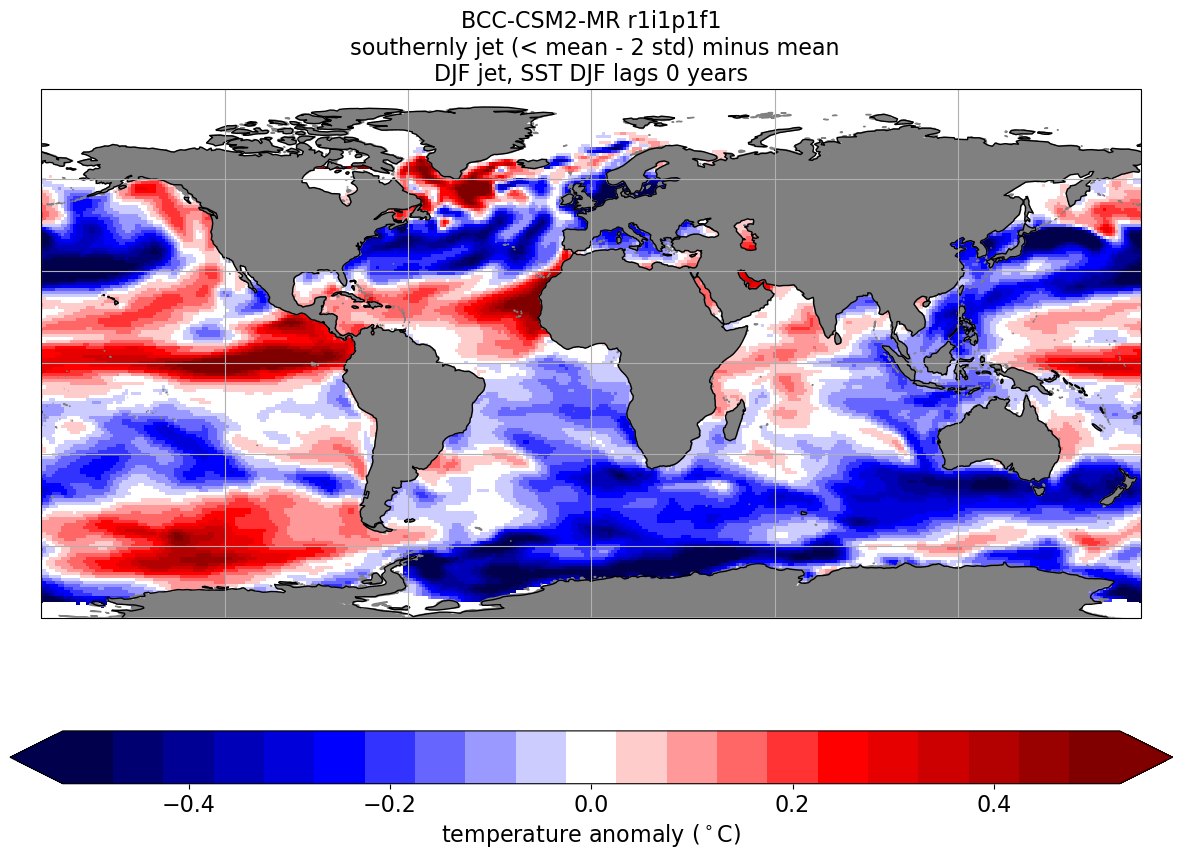 BCC-CSM2-MR r1i1p1f1
southernly jet (< mean - 2 std) minus mean
DJF jet, SST DJF lags 0 years
−0.4 −0.2 0.0 0.2 0.4
temperature anomaly (°C)